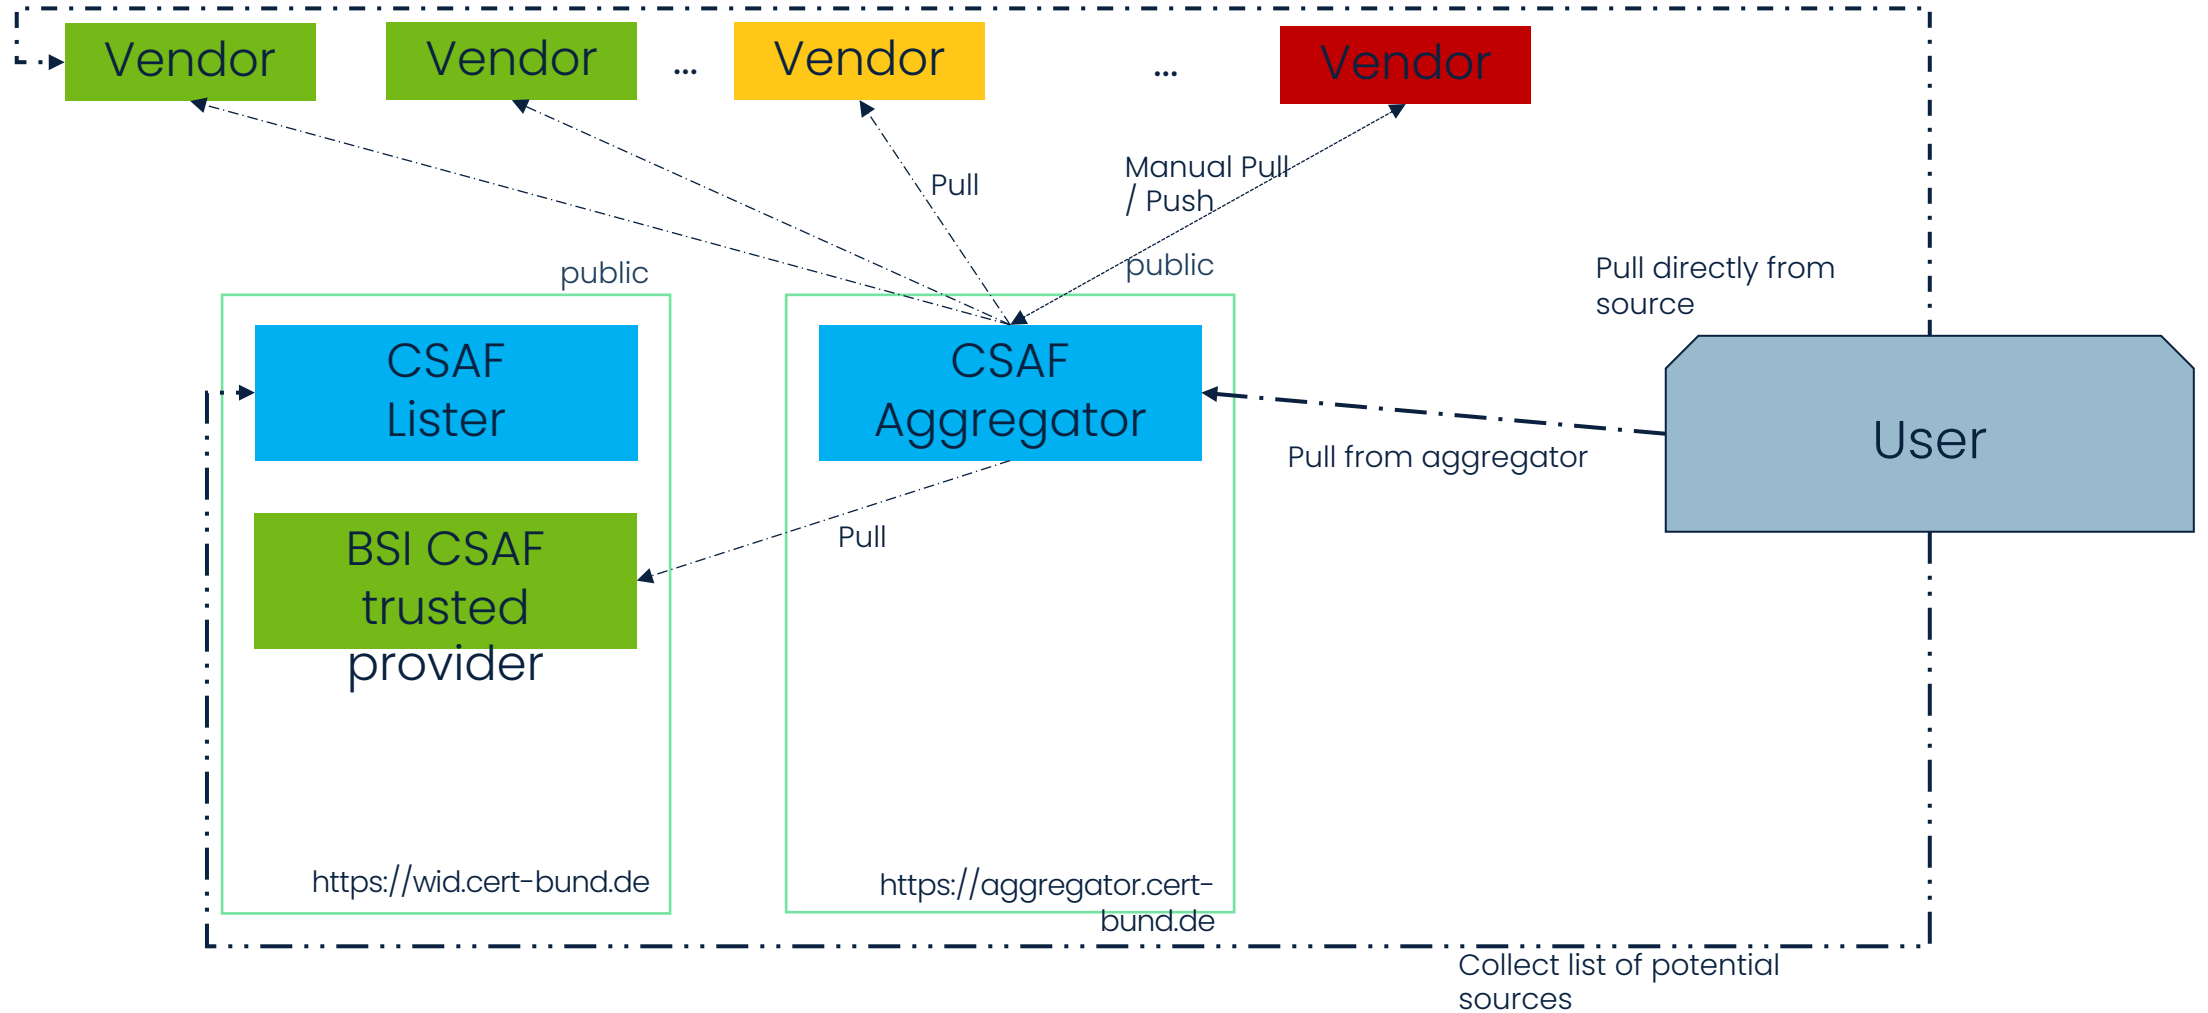 Vendor
Vendor
...
Vendor
...
Vendor
Manual Pull
/ Push
Pull
public
public
Pull directly from
source
CSAF
Lister
CSAF
Aggregator
User
Pull from aggregator
BSI CSAF
trusted
provider
Pull
https://wid.cert-bund.de
https://aggregator.cert-
bund.de
Collect list of potential
sources